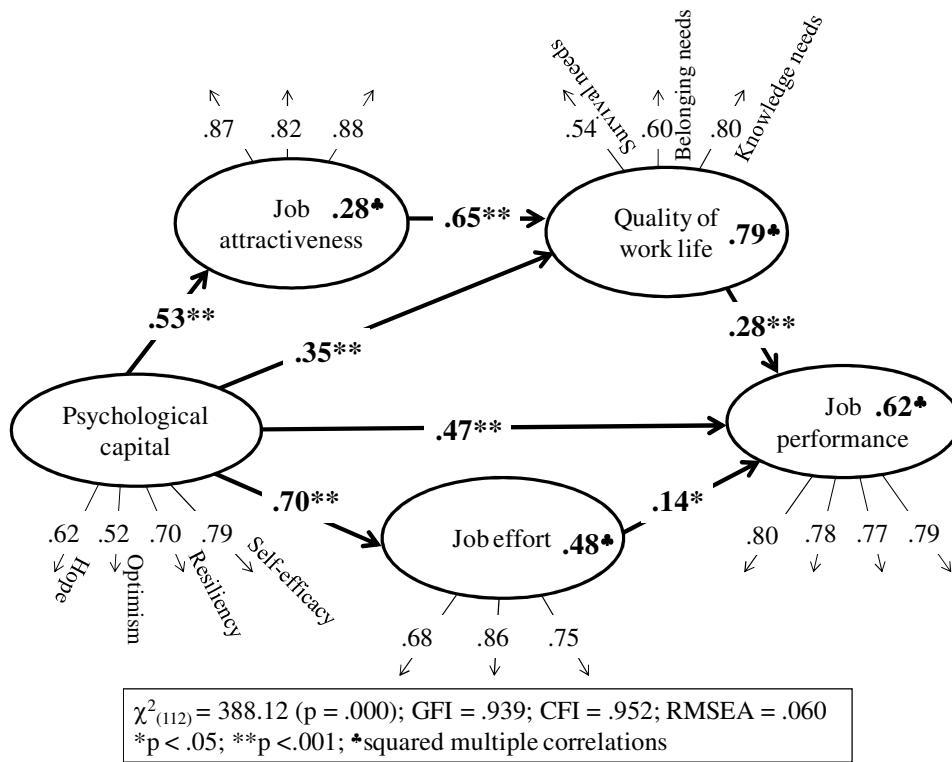 Survival needs
Belonging needs
Knowledge needs
.87 .82 .88
.54 .60 .80
Job .28♣
attractiveness
.65**
Quality of
work life .79♣
.53**
.35**
.28**
Psychological
capital
.47**
Job .62♣
performance
.70**
.14*
Job effort .48♣
.62 .52 .70 .79
Hope
Optimism
Resiliency
Self-efficacy
.80 .78 .77 .79
.68 .86 .75
χ²₍₁₁₂₎ = 388.12 (p = .000); GFI = .939; CFI = .952; RMSEA = .060
*p < .05; **p <.001; ♣squared multiple correlations